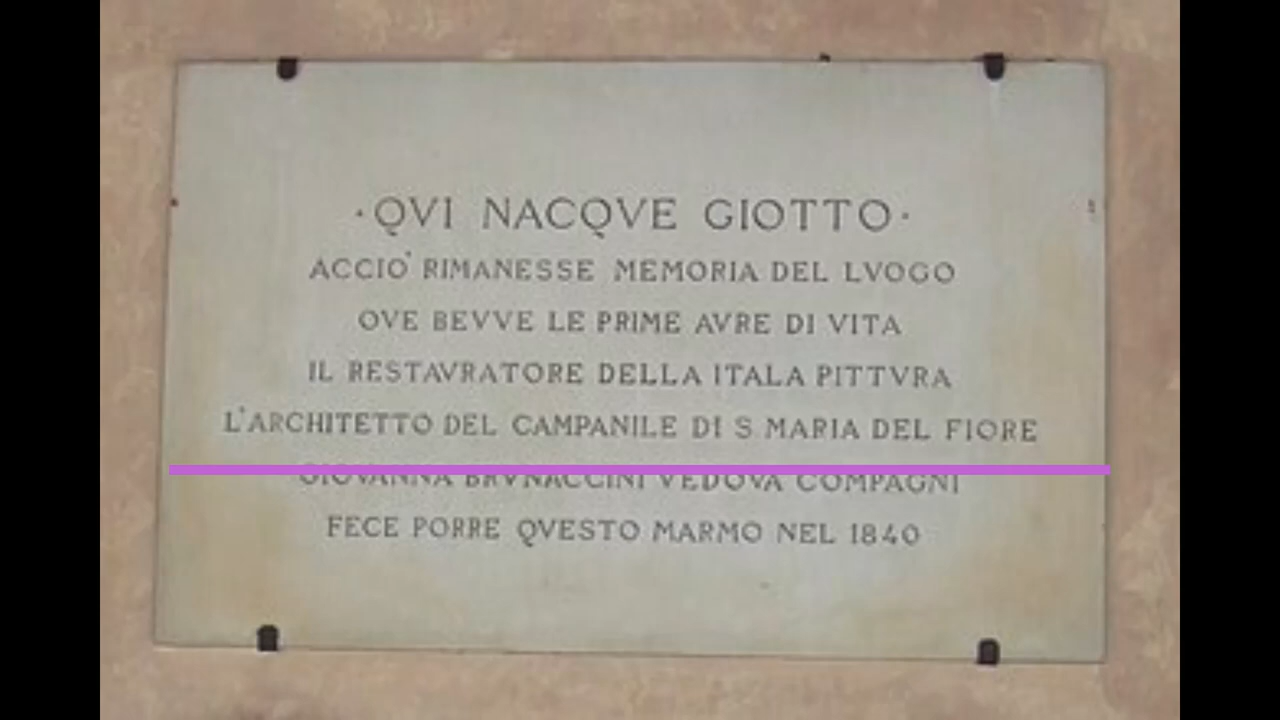 ·QVI NACQVE GIOTTO·
ACCIO' RIMANESSE MEMORIA DEL LVOGO
OVE BEVVE LE PRIME AVRE DI VITA
IL RESTAVRATORE DELLA ITALA PITTVRA
L'ARCHITETTO DEL CAMPANILE DI S MARIA DEL FIORE
GIOVANNA BRVNACCINI VEDOVA COMPAGNI
FECE PORRE QVESTO MARMO NEL 1840